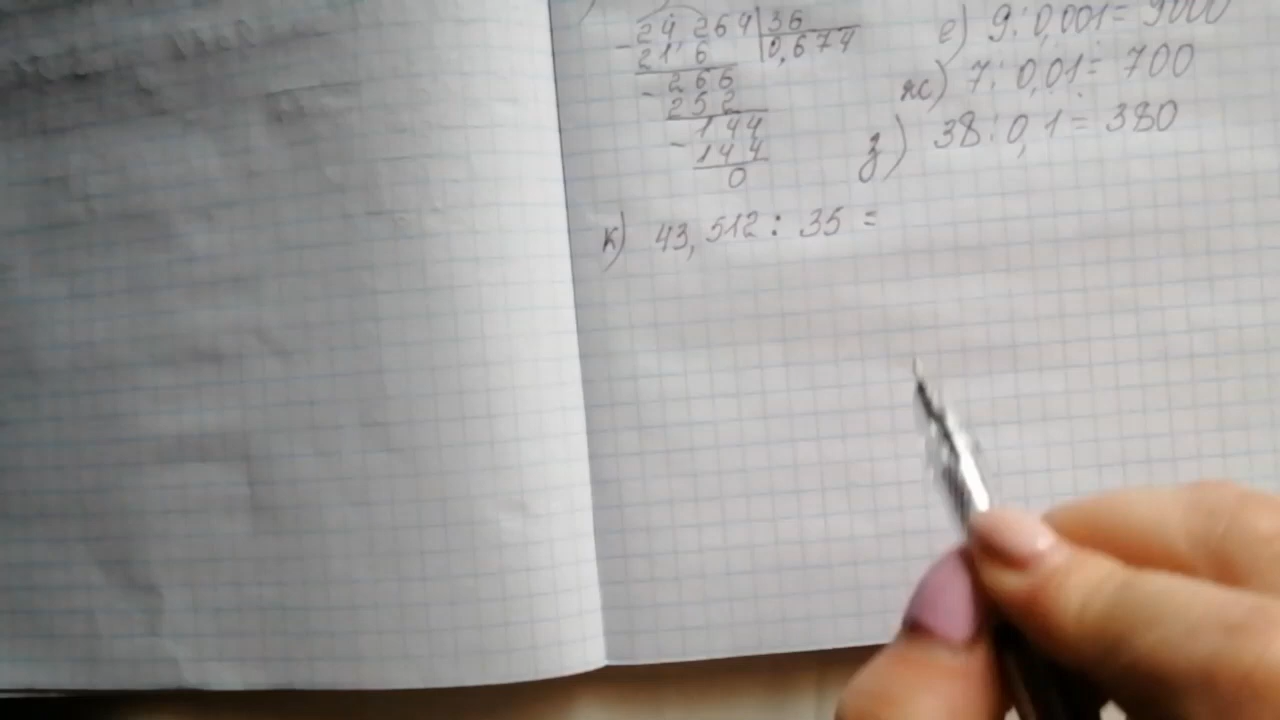 24,264 | 36
21 6 | 0,674
266
252
144
144
0
е) 9 : 0,001 = 9000
ж) 7 : 0,01 = 700
з) 38 : 0,1 = 380
к) 43,512 : 35 =